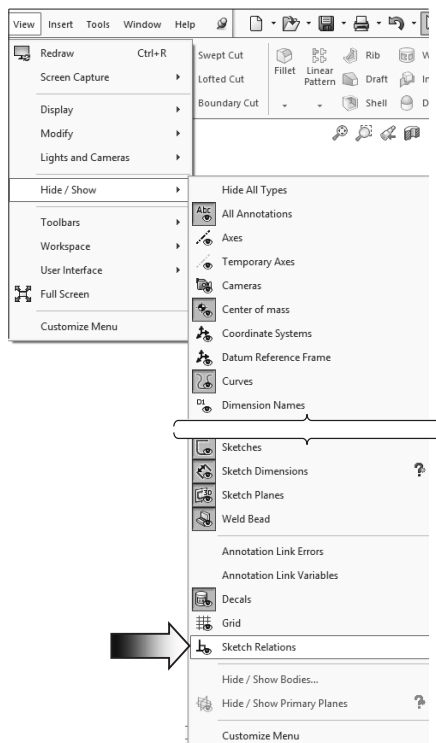 View Insert Tools Window Help
Redraw Ctrl+R
Screen Capture
Display
Modify
Lights and Cameras
Hide / Show
Toolbars
Workspace
User Interface
Full Screen
Customize Menu
Swept Cut
Lofted Cut
Boundary Cut
Fillet
Linear
Pattern
Rib
Draft
Shell
Hide All Types
Abc
All Annotations
Axes
Temporary Axes
Cameras
Center of mass
Coordinate Systems
Datum Reference Frame
Curves
D1
Dimension Names
Sketches
Sketch Dimensions
3D
Sketch Planes
Weld Bead
Annotation Link Errors
Annotation Link Variables
Decals
Grid
Sketch Relations
Hide / Show Bodies...
Hide / Show Primary Planes
Customize Menu